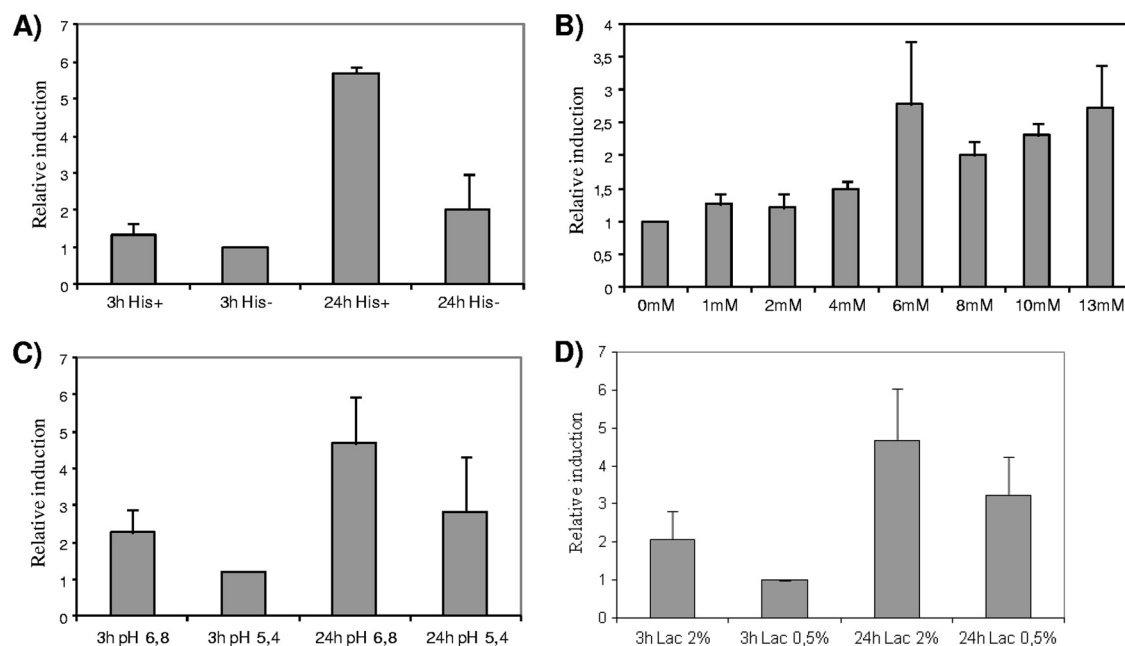 A)
Relative induction
7
6
5
4
3
2
1
0
3h His+ 3h His- 24h His+ 24h His-
B)
Relative induction
4
3,5
3
2,5
2
1,5
1
0,5
0
0mM 1mM 2mM 4mM 6mM 8mM 10mM 13mM
C)
Relative induction
7
6
5
4
3
2
1
0
3h pH 6,8 3h pH 5,4 24h pH 6,8 24h pH 5,4
D)
Relative induction
7
6
5
4
3
2
1
0
3h Lac 2% 3h Lac 0,5% 24h Lac 2% 24h Lac 0,5%